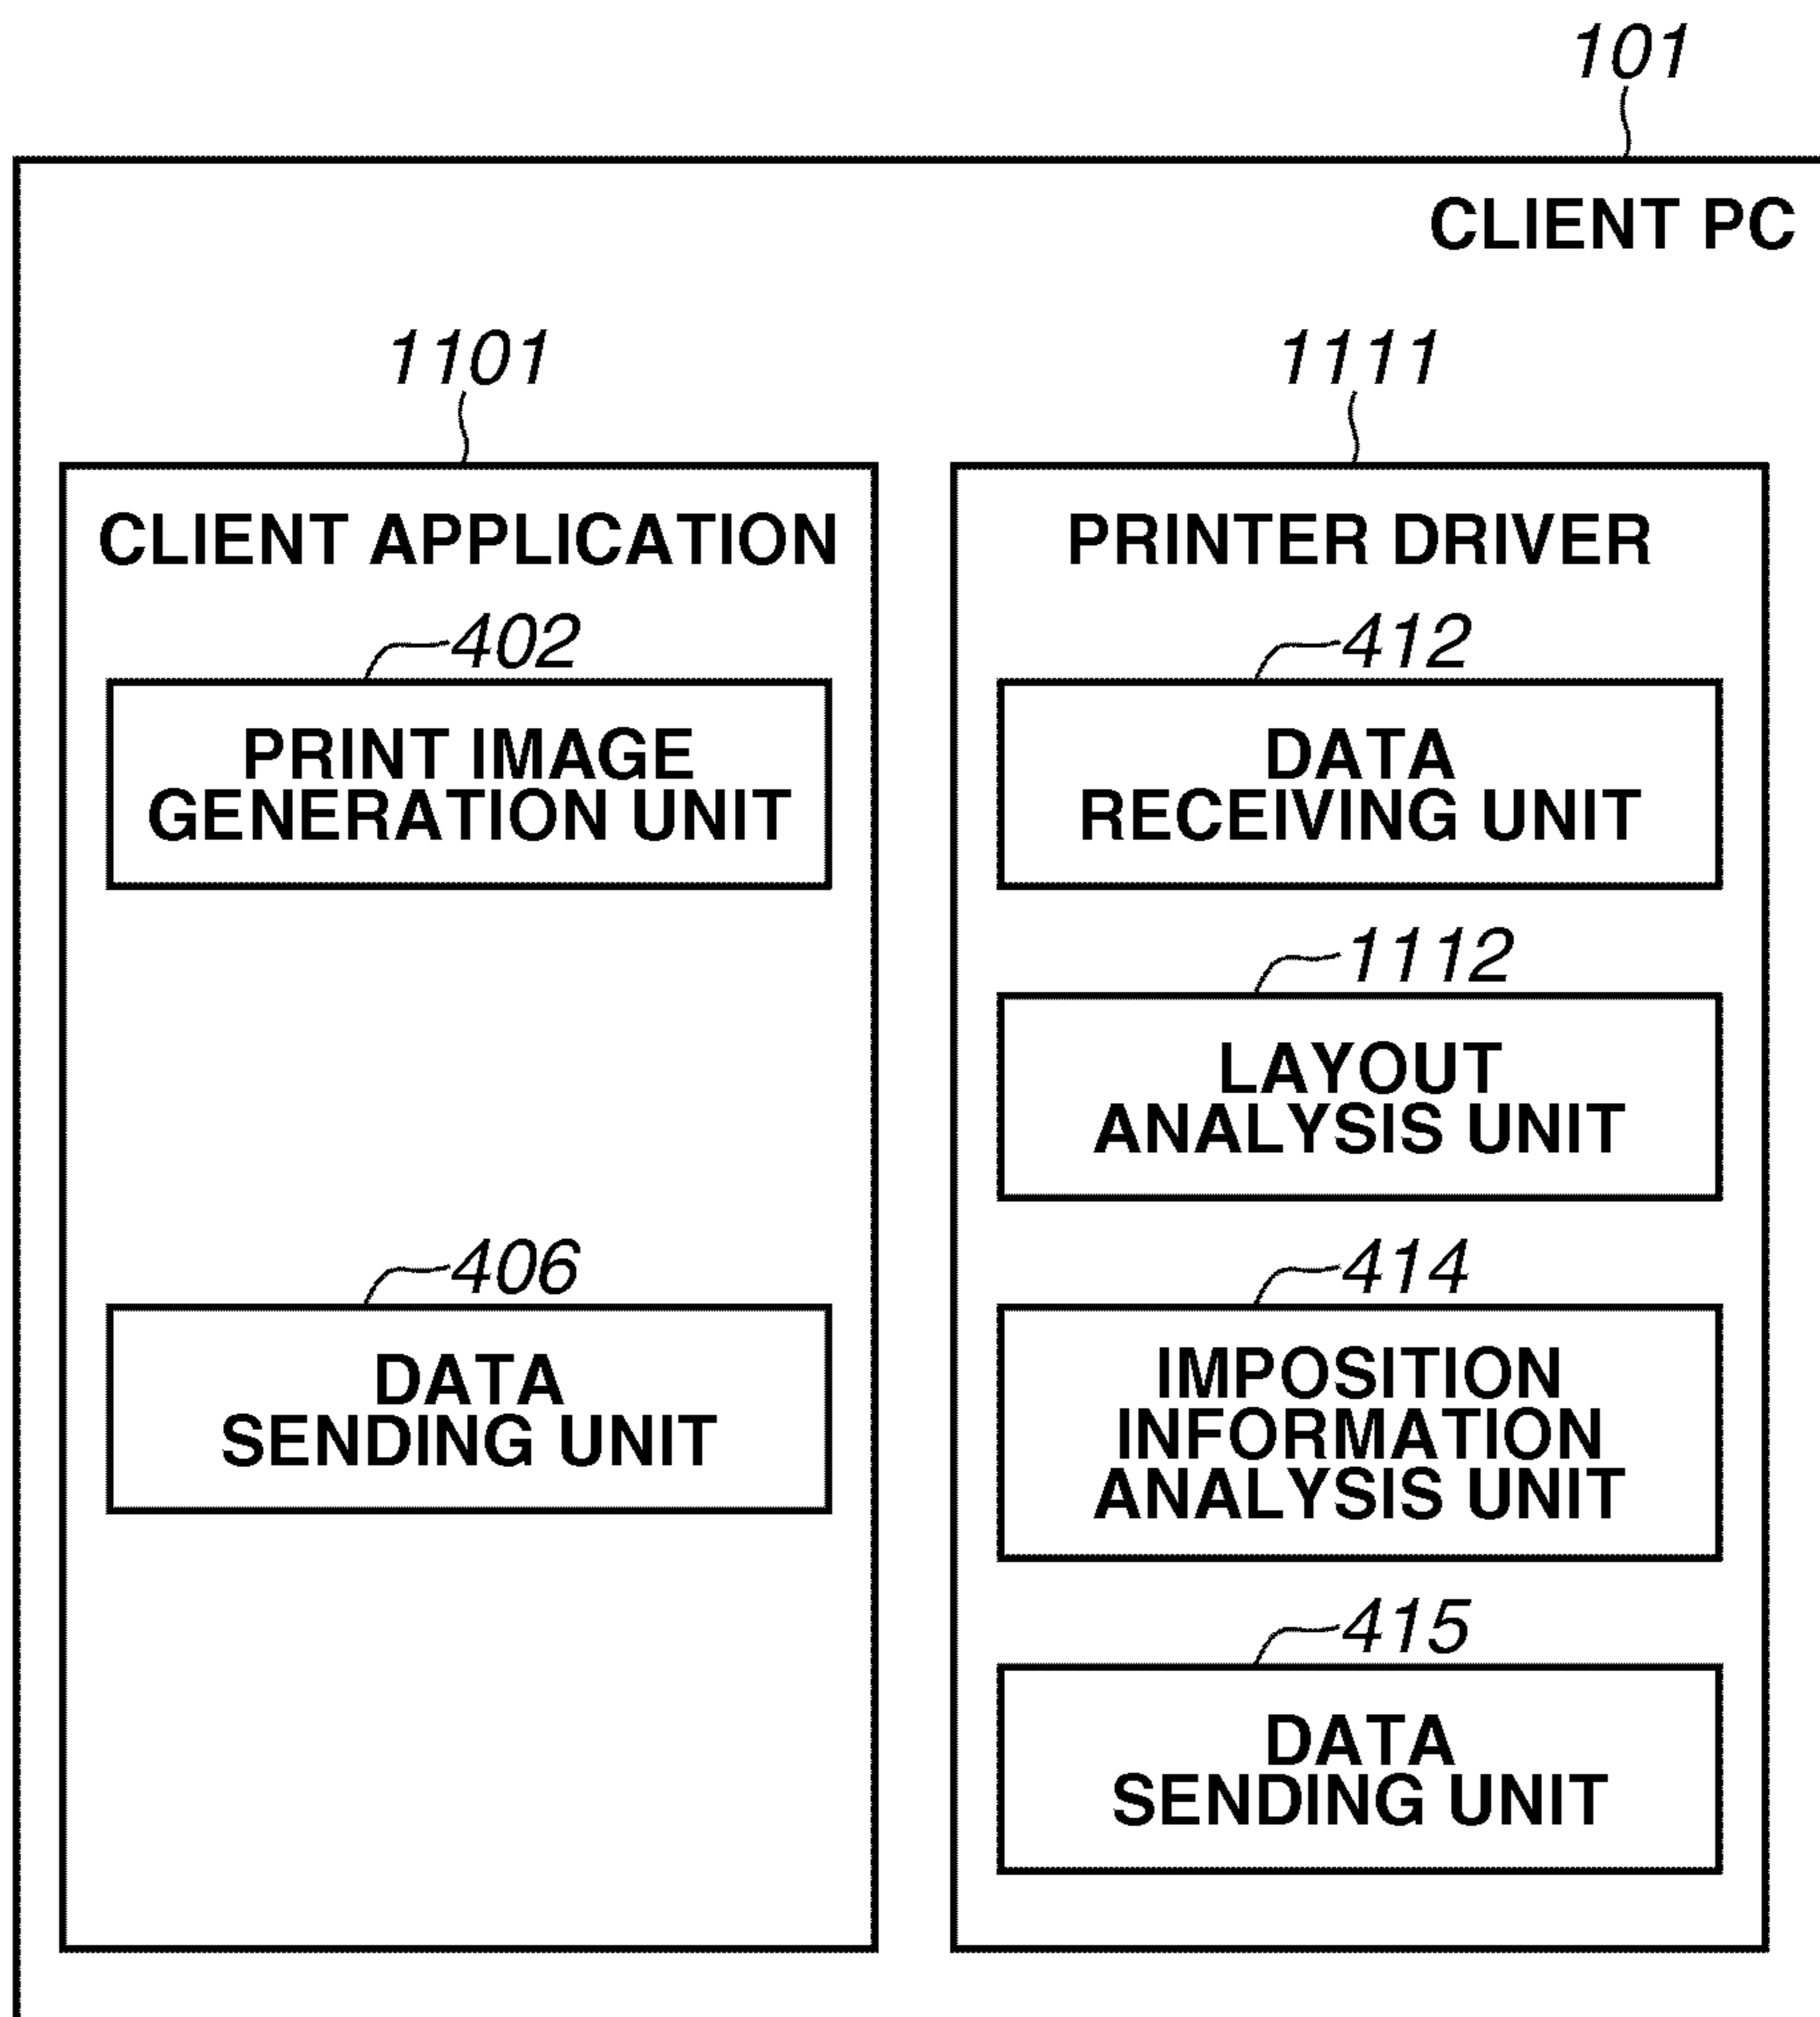 101
CLIENT PC
1101
CLIENT APPLICATION
402
PRINT IMAGE
GENERATION UNIT
406
DATA
SENDING UNIT
1111
PRINTER DRIVER
412
DATA
RECEIVING UNIT
1112
LAYOUT
ANALYSIS UNIT
414
IMPOSITION
INFORMATION
ANALYSIS UNIT
415
DATA
SENDING UNIT